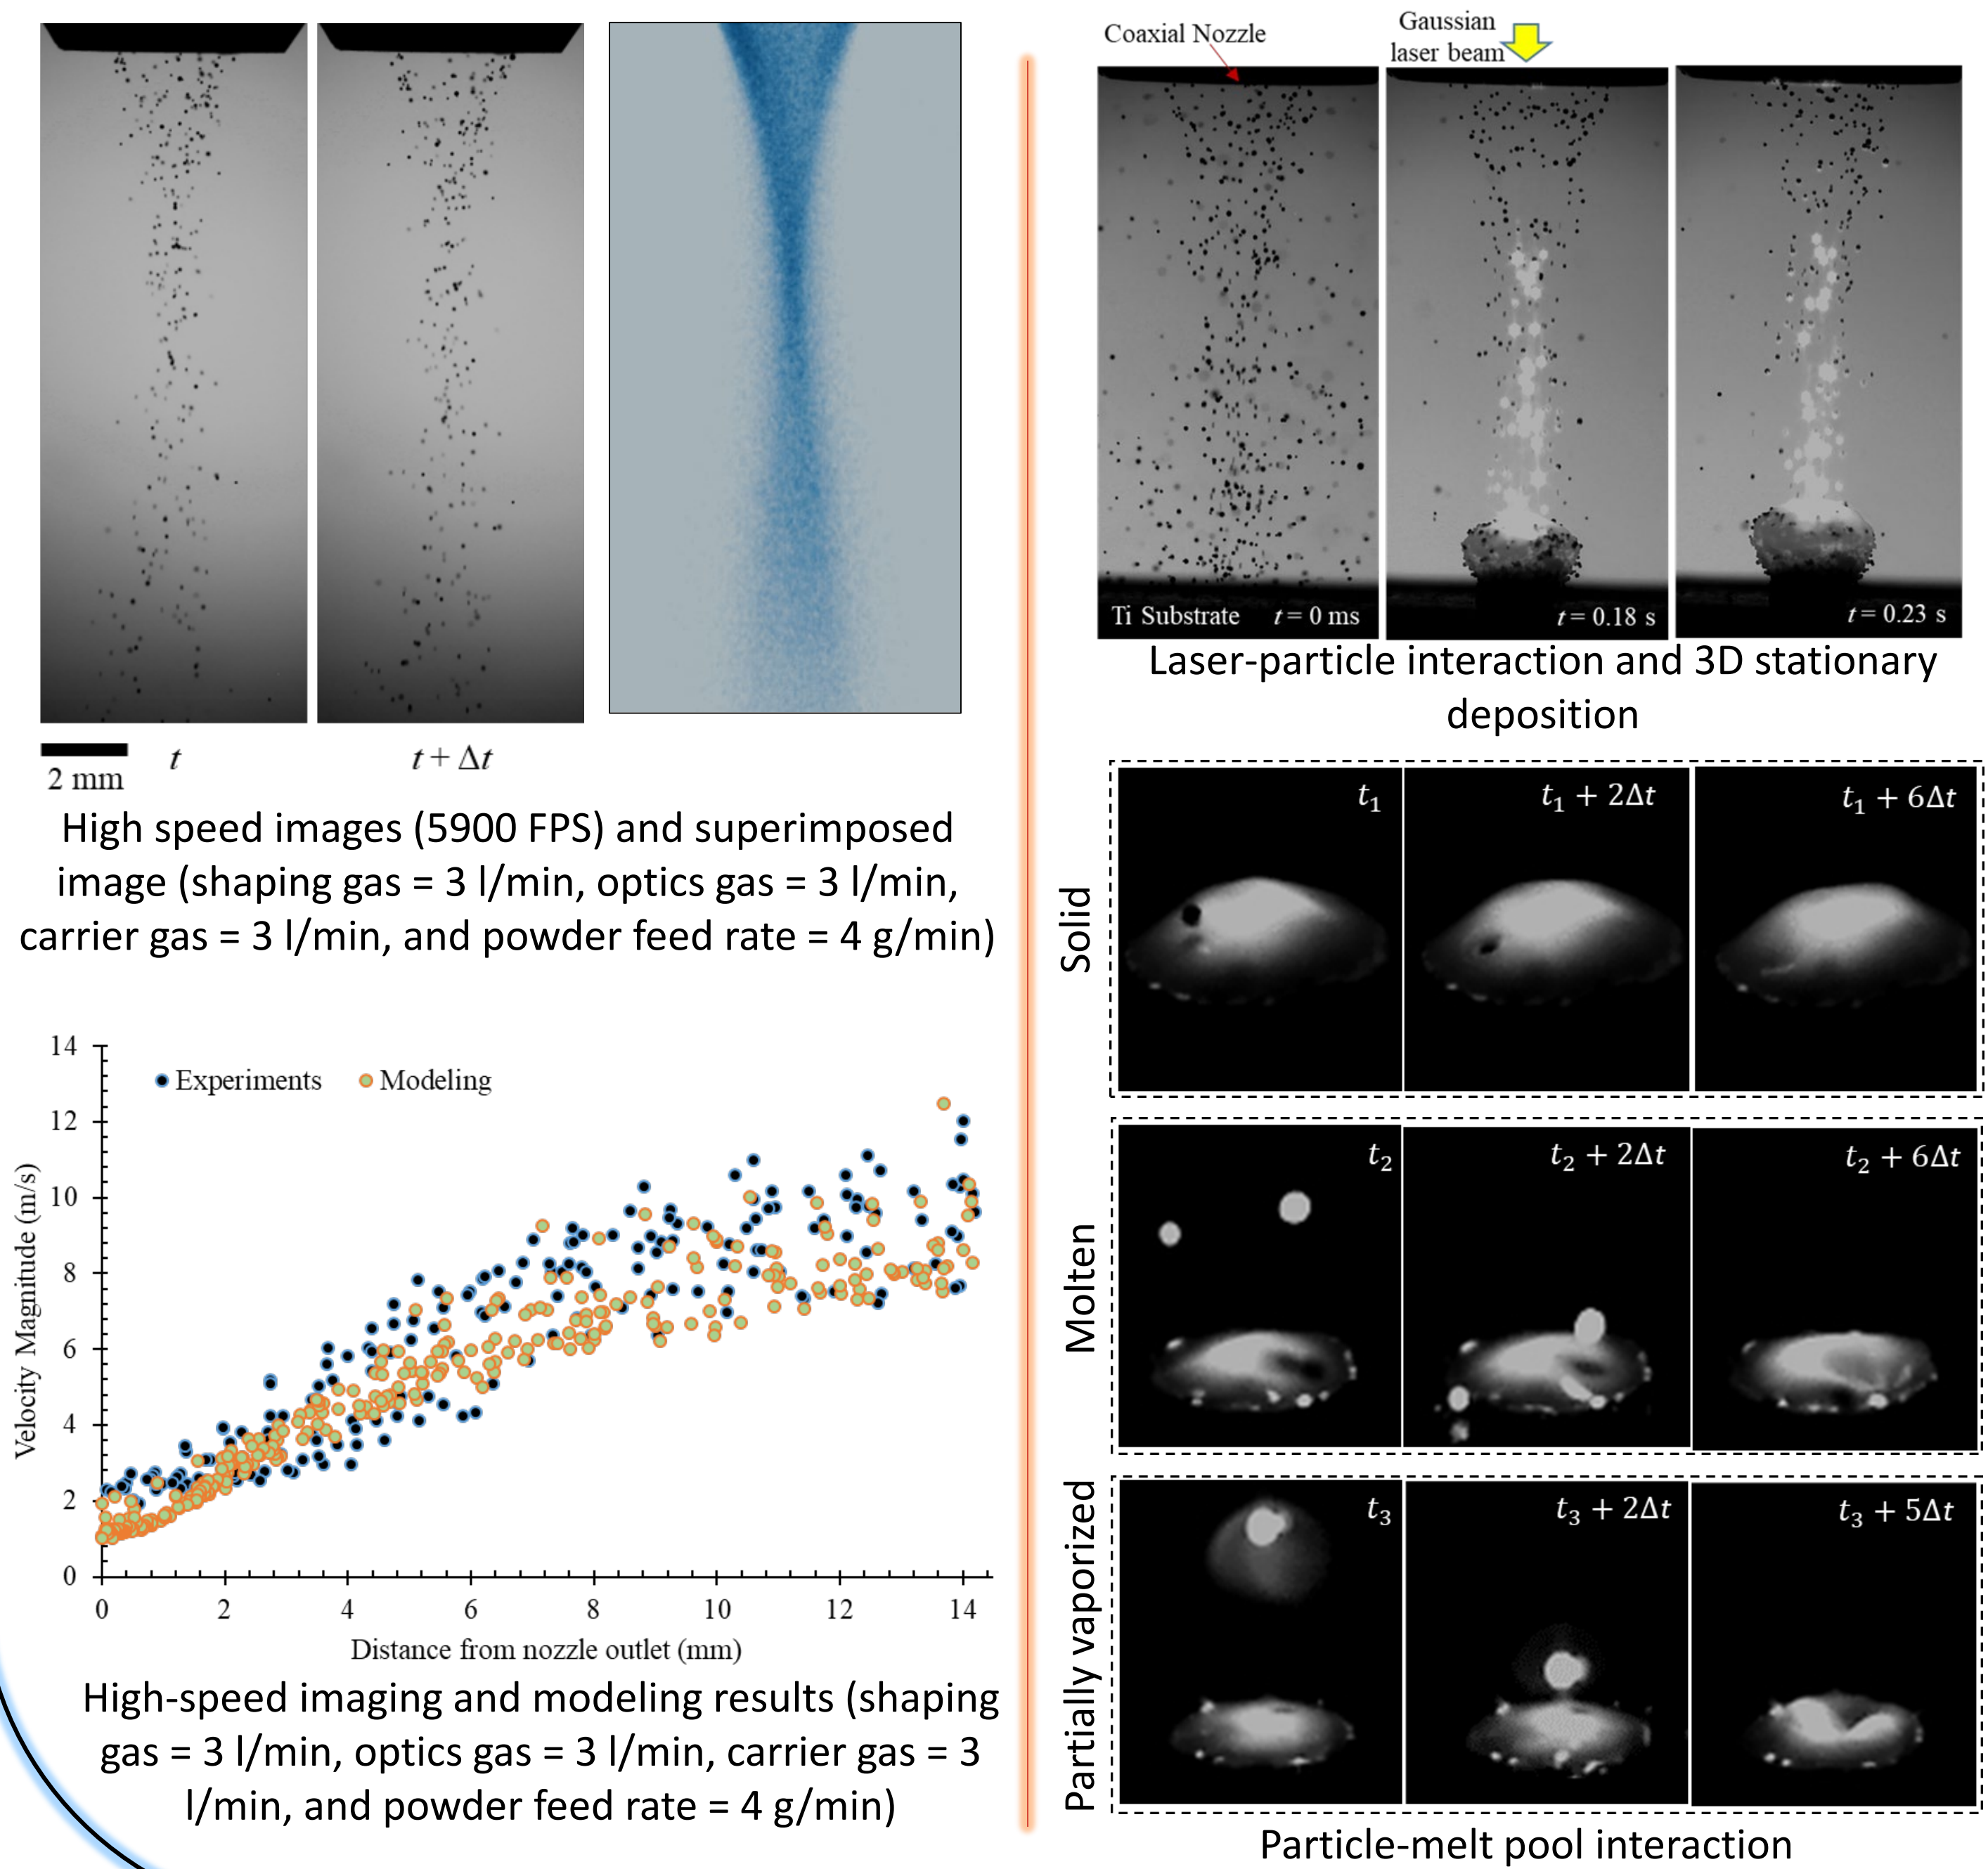 t
t + Δt
2 mm
High speed images (5900 FPS) and superimposed
image (shaping gas = 3 l/min, optics gas = 3 l/min,
carrier gas = 3 l/min, and powder feed rate = 4 g/min)
14
12
10
8
6
4
2
0
Experiments
Modeling
Velocity Magnitude (m/s)
0 2 4 6 8 10 12 14
Distance from nozzle outlet (mm)
High-speed imaging and modeling results (shaping
gas = 3 l/min, optics gas = 3 l/min, carrier gas = 3
l/min, and powder feed rate = 4 g/min)
Coaxial Nozzle
Gaussian
laser beam
Ti Substrate
t = 0 ms
t = 0.18 s
t = 0.23 s
Laser-particle interaction and 3D stationary
deposition
Solid
t₁
t₁ + 2Δt
t₁ + 6Δt
Molten
t₂
t₂ + 2Δt
t₂ + 6Δt
Partially vaporized
t₃
t₃ + 2Δt
t₃ + 5Δt
Particle-melt pool interaction